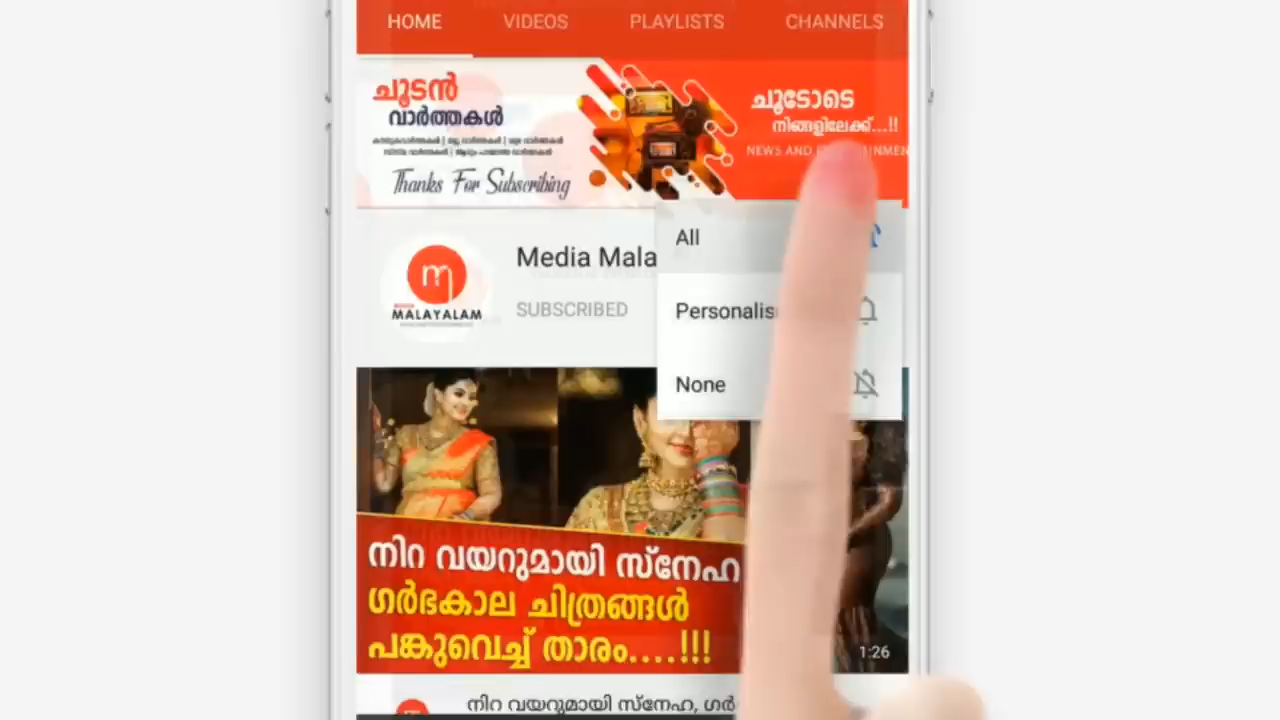 HOME VIDEOS PLAYLISTS CHANNELS
ചൂടൻ
വാർത്തകൾ
Thanks For Subscribing
ചൂടോടെ
നിങ്ങളിലേക്ക്...!!
NEWS AND
All
m
MALAYALAM
Media Mala
SUBSCRIBED
Personalis
None
നിറ വയറുമായി സ്നേഹ
ഗർഭകാല ചിത്രങ്ങൾ
പങ്കുവെച്ച് താരം....!!!
1:26
നിറ വയറുമായി സ്നേഹ, ഗർ